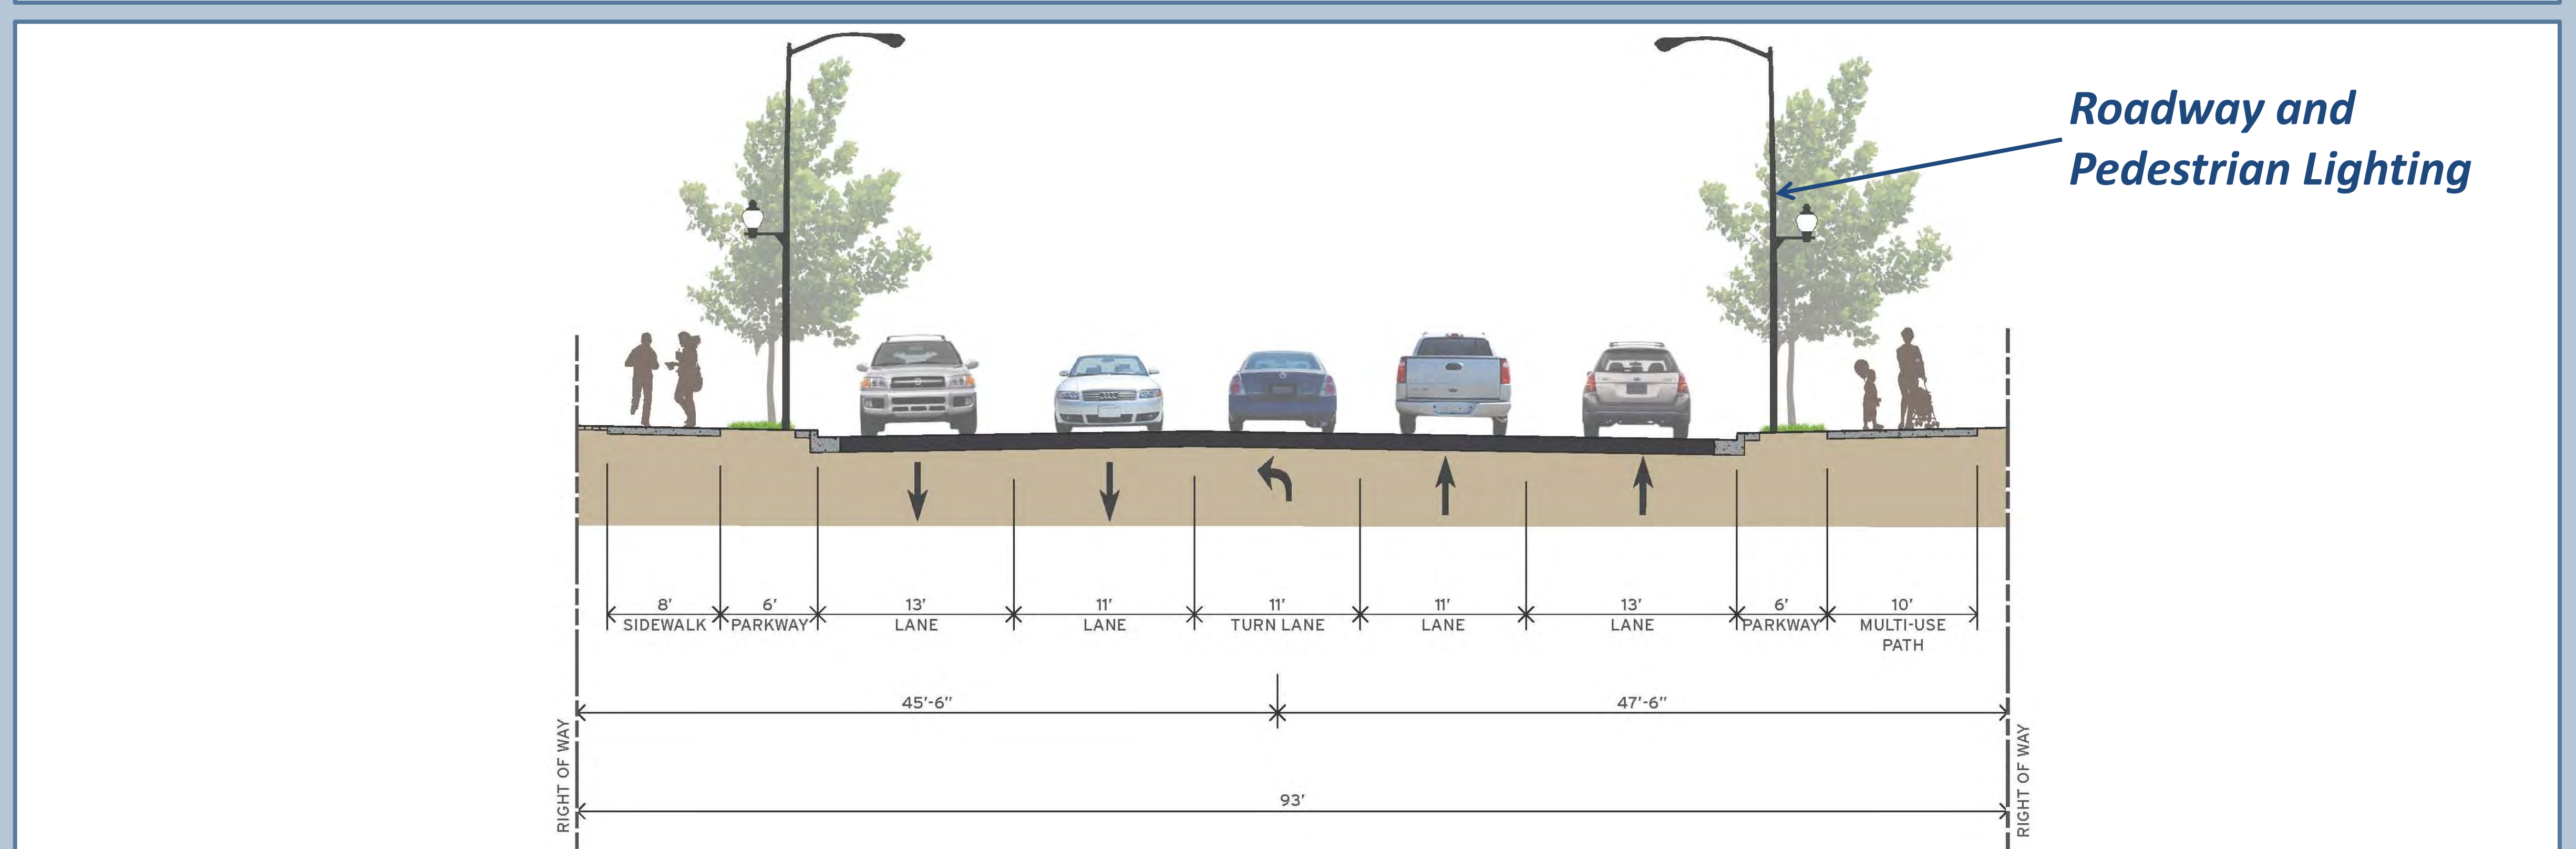 Roadway and
Pedestrian Lighting
8' 6' 13' 11' 11' 11' 13' 6' 10'
SIDEWALK PARKWAY LANE LANE TURN LANE LANE LANE PARKWAY MULTI-USE
PATH
45'-6" 47'-6"
RIGHT OF WAY
RIGHT OF WAY
93'